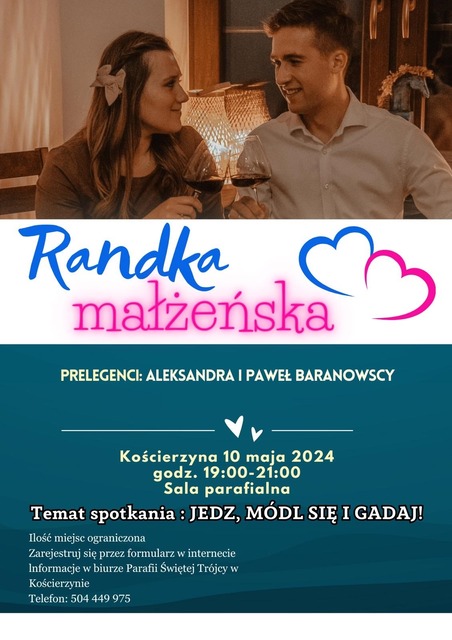 Randka
małżeńska
PRELEGENCI: ALEKSANDRA I PAWEŁ BARANOWSCY
Kościerzyna 10 maja 2024
godz. 19:00-21:00
Sala parafialna
Temat spotkania : JEDZ, MÓDL SIĘ I GADAJ!
Ilość miejsc ograniczona
Zarejestruj się przez formularz w internecie
Informacje w biurze Parafii Świętej Trójcy w
Kościerzynie
Telefon: 504 449 975